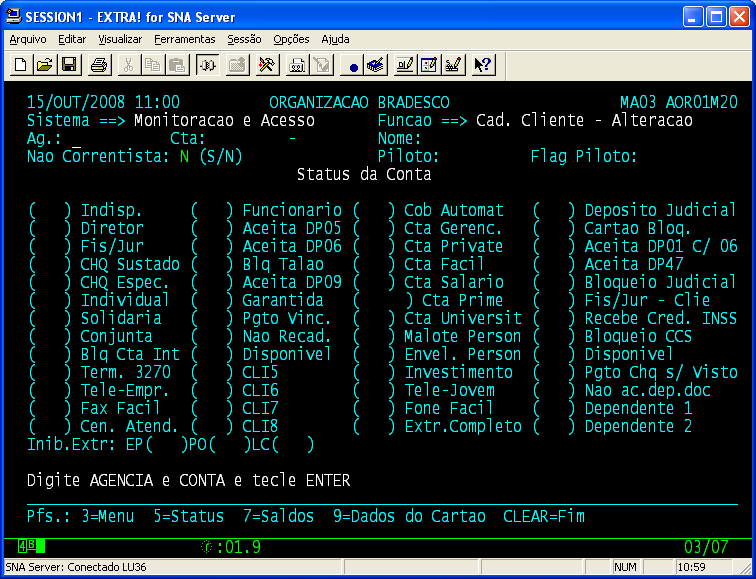 SESSION1 - EXTRA! for SNA Server
Arquivo Editar Visualizar Ferramentas Sessão Opções Ajuda
15/OUT/2008 11:00 ORGANIZACAO BRADESCO MA03 AOR01M20
Sistema ==> Monitoracao e Acesso Funcao ==> Cad. Cliente - Alteracao
Ag.: _ Cta: - Nome:
Nao Correntista: N (S/N) Piloto: Flag Piloto:
Status da Conta
( ) Indisp. ( ) Funcionario ( ) Cob Automat ( ) Deposito Judicial
( ) Diretor ( ) Aceita DP05 ( ) Cta Gerenc. ( ) Cartao Bloq.
( ) Fis/Jur ( ) Aceita DP06 ( ) Cta Private ( ) Aceita DP01 C/ 06
( ) CHQ Sustado ( ) Blq Talao ( ) Cta Facil ( ) Aceita DP47
( ) CHQ Espec. ( ) Aceita DP09 ( ) Cta Salario ( ) Bloqueio Judicial
( ) Individual ( ) Garantida ( ) Cta Prime ( ) Fis/Jur - Clie
( ) Solidaria ( ) Pgto Vinc. ( ) Cta Universit ( ) Recebe Cred. INSS
( ) Conjunta ( ) Nao Recad. ( ) Malote Person ( ) Bloqueio CCS
( ) Blq Cta Int ( ) Disponivel ( ) Envel. Person ( ) Disponivel
( ) Term. 3270 ( ) CLI5 ( ) Investimento ( ) Pgto Chq s/ Visto
( ) Tele-Empr. ( ) CLI6 ( ) Tele-Jovem ( ) Nao ac.dep.doc
( ) Fax Facil ( ) CLI7 ( ) Fone Facil ( ) Dependente 1
( ) Cen. Atend. ( ) CLI8 ( ) Extr.Completo ( ) Dependente 2
Inib.Extr: EP( )PO( )LC( )
Digite AGENCIA e CONTA e tecle ENTER
Pfs.: 3=Menu 5=Status 7=Saldos 9=Dados do Cartao CLEAR=Fim
4B :01.9 03/07
SNA Server: Conectado LU36 NUM 10:59